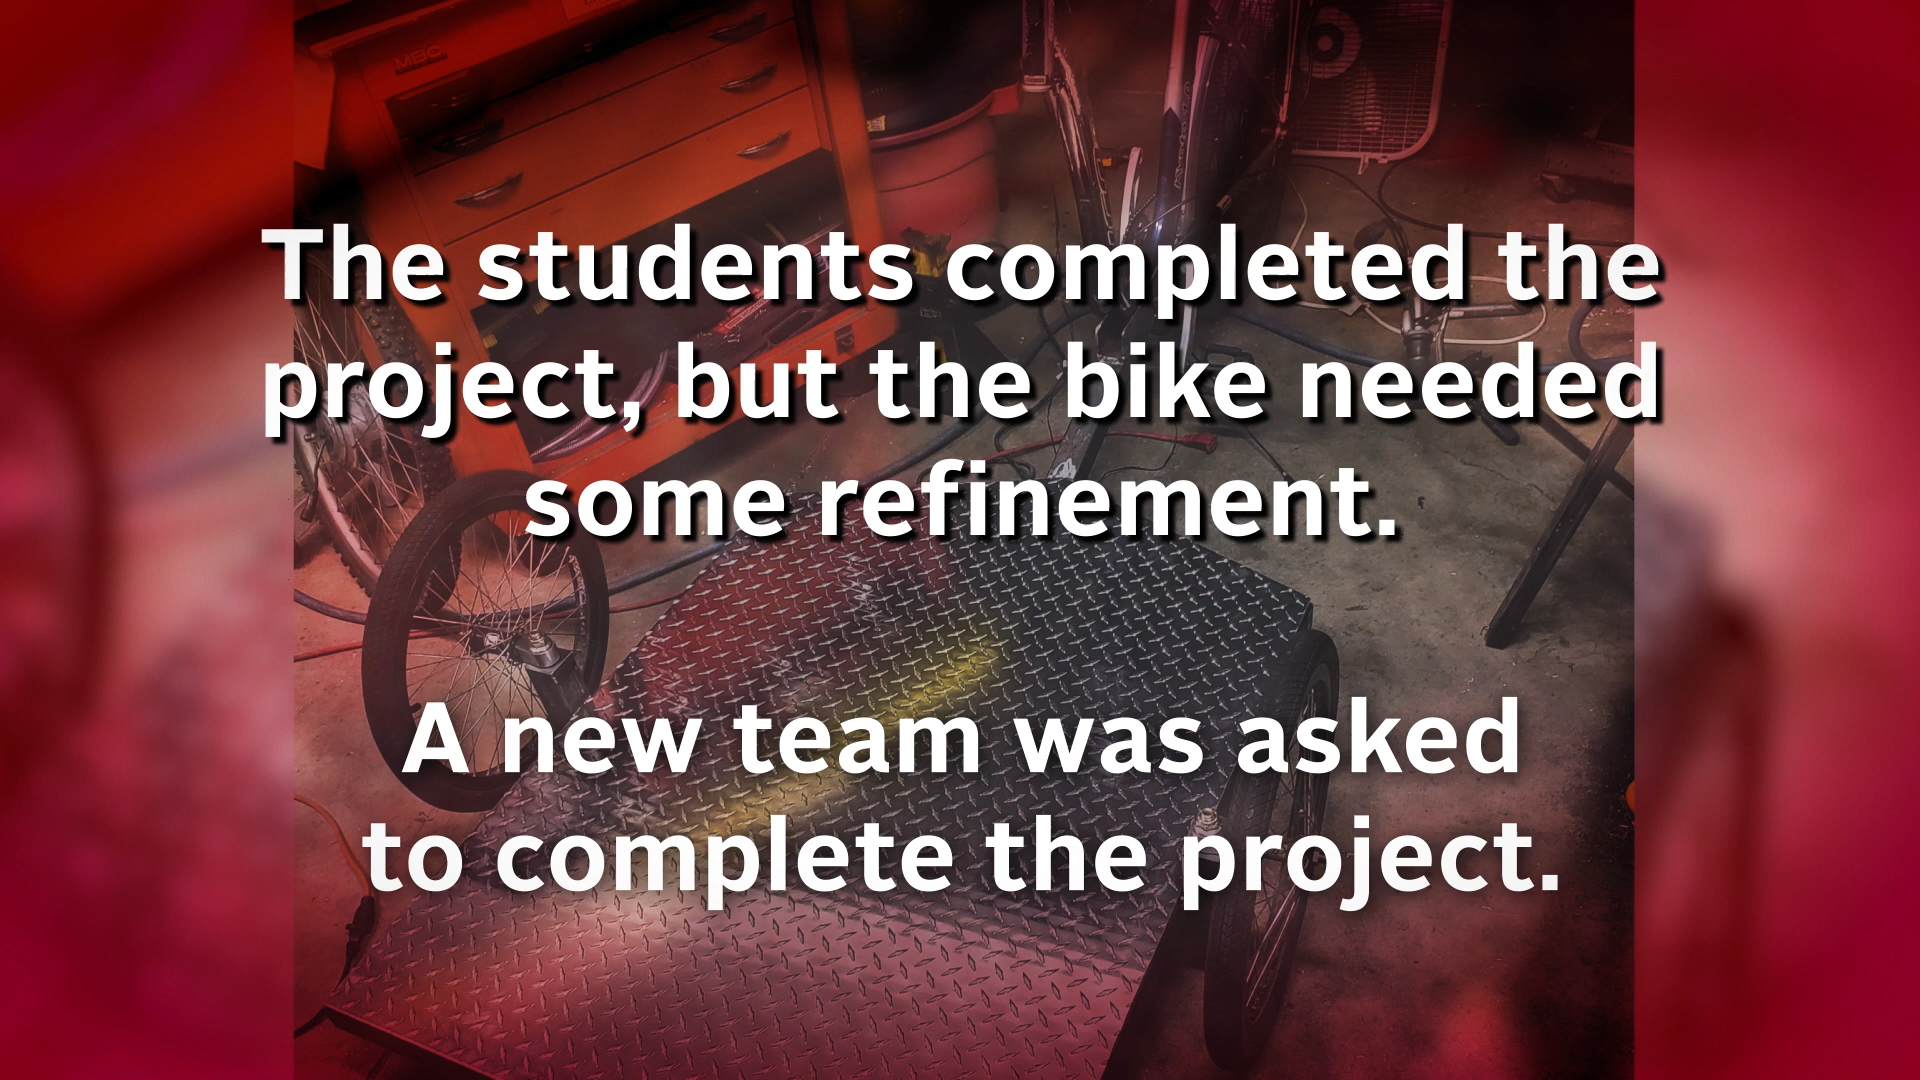 MBC
The students completed the
project, but the bike needed
some refinement.
A new team was asked
to complete the project.